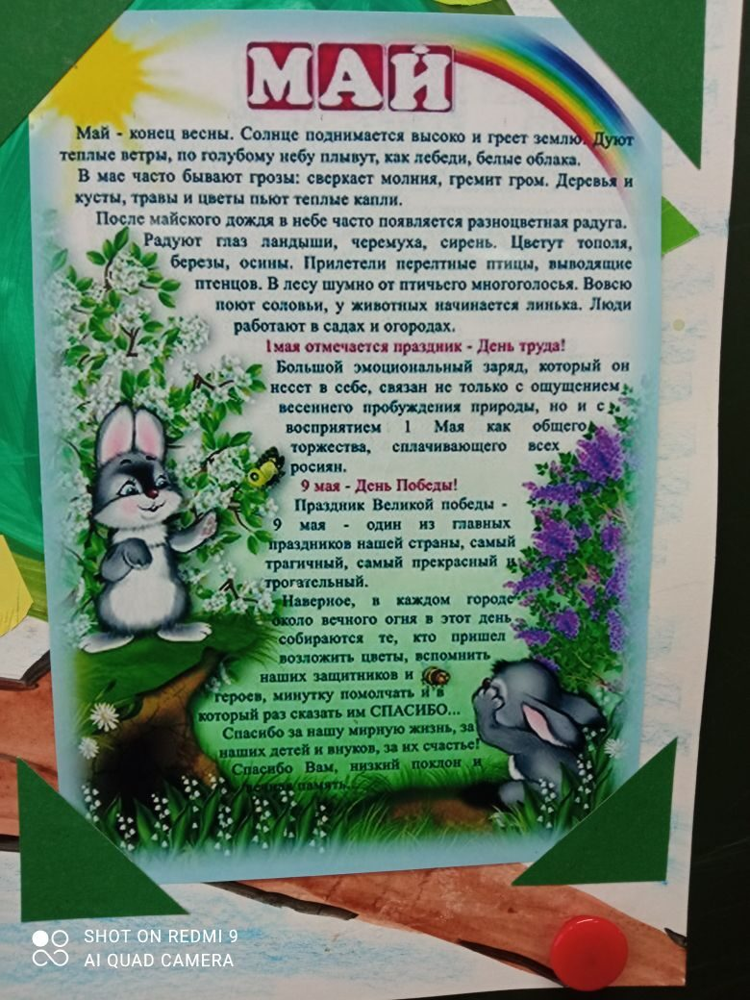 МАЙ
Май - конец весны. Солнце поднимается высоко и греет землю. Дуют
теплые ветры, по голубому небу плывут, как лебеди, белые облака.
В мае часто бывают грозы: сверкает молния, гремит гром. Деревья и
кусты, травы и цветы пьют теплые капли.
После майского дождя в небе часто появляется разноцветная радуга.
Радуют глаз ландыши, черемуха, сирень. Цветут тополя,
березы, осины. Прилетели перелтные птицы, выводящие
птенцов. В лесу шумно от птичьего многоголосья. Вовсю
поют соловьи, у животных начинается линька. Люди
работают в садах и огородах.
1мая отмечается праздник - День труда!
Большой эмоциональный заряд, который он
несет в себе, связан не только с ощущением
весеннего пробуждения природы, но и с
восприятием 1 Мая как общего
торжества, сплачивающего всех
росиян.
9 мая - День Победы!
Праздник Великой победы -
9 мая - один из главных
праздников нашей страны, самый
трагичный, самый прекрасный и
трогательный.
Наверное, в каждом городе
около вечного огня в этот день
собираются те, кто пришел
возложить цветы, вспомнить
наших защитников и
героев, минутку помолчать и в
который раз сказать им СПАСИБО...
Спасибо за нашу мирную жизнь, за
наших детей и внуков, за их счастье!
Спасибо Вам, низкий поклон и
вечная память...
SHOT ON REDMI 9
AI QUAD CAMERA